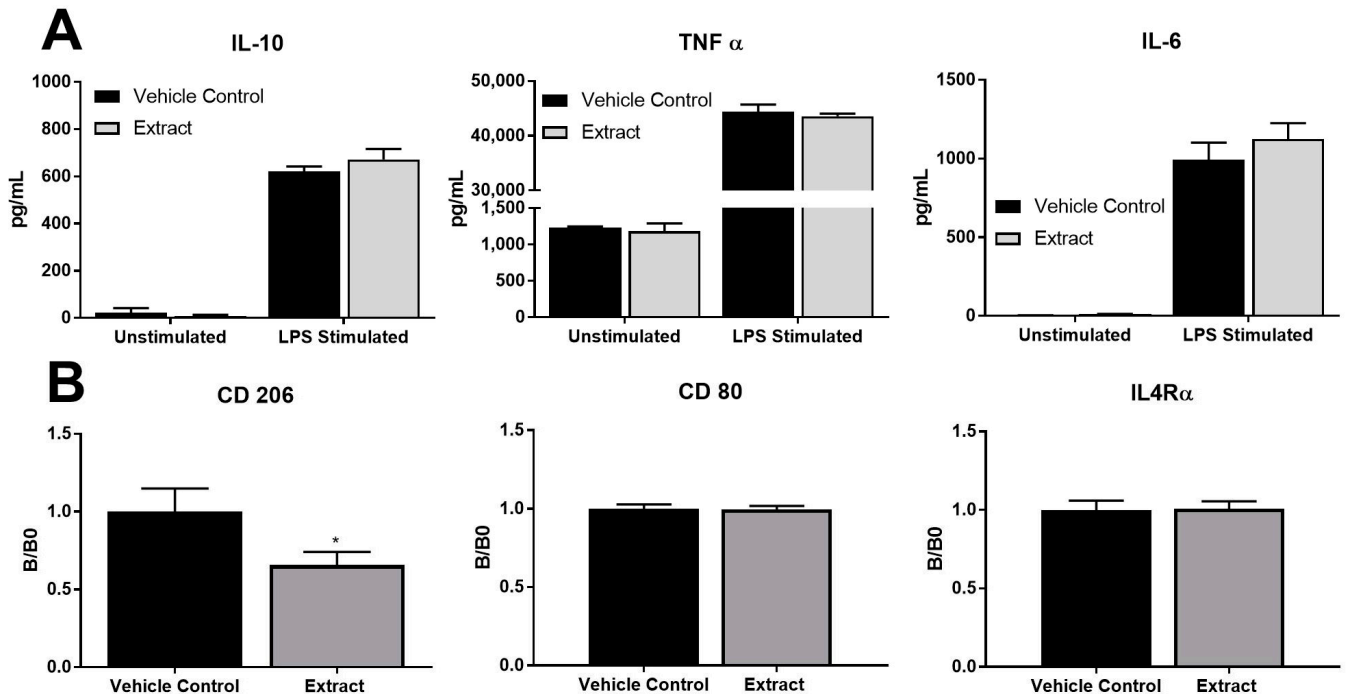 A
IL-10
pg/mL
1000
800
600
400
200
0
Vehicle Control
Extract
Unstimulated
LPS Stimulated
TNF α
pg/mL
50,000
40,000
30,000
1,500
1,000
500
0
Vehicle Control
Extract
Unstimulated
LPS Stimulated
IL-6
pg/mL
1500
1000
500
0
Vehicle Control
Extract
Unstimulated
LPS Stimulated
B
CD 206
B/B0
1.5
1.0
0.5
0.0
*
Vehicle Control
Extract
CD 80
B/B0
1.5
1.0
0.5
0.0
Vehicle Control
Extract
IL4Rα
B/B0
1.5
1.0
0.5
0.0
Vehicle Control
Extract